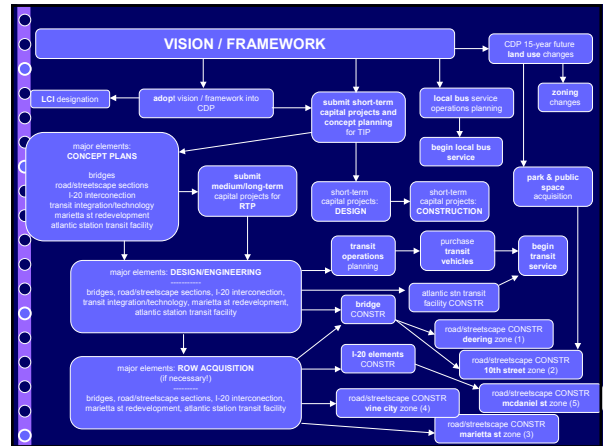 VISION / FRAMEWORK
CDP 15-year future
land use changes
LCI designation
adopt vision / framework into
CDP
submit short-term
capital projects and
concept planning
for TIP
local bus service
operations planning
zoning
changes
begin local bus
service
major elements:
CONCEPT PLANS
bridges
road/streetscape sections
I-20 interconection
transit integration/technology
marietta st redevelopment
atlantic station transit facility
submit
medium/long-term
capital projects for
RTP
short-term
capital projects:
DESIGN
short-term
capital projects:
CONSTRUCTION
park & public
space
acquisition
transit
operations
planning
purchase
transit
vehicles
begin
transit
service
major elements: DESIGN/ENGINEERING
-----------
bridges, road/streetscape sections, I-20 interconection,
transit integration/technology, marietta st redevelopment,
atlantic station transit facility
atlantic stn transit
facility CONSTR
bridge
CONSTR
road/streetscape CONSTR
deering zone (1)
road/streetscape CONSTR
10th street zone (2)
major elements: ROW ACQUISITION
(if necessary!)
-----------
bridges, road/streetscape sections, I-20 interconection,
marietta st redevelopment, atlantic station transit facility
I-20 elements
CONSTR
road/streetscape CONSTR
mcdaniel st zone (5)
road/streetscape CONSTR
vine city zone (4)
road/streetscape CONSTR
marietta st zone (3)